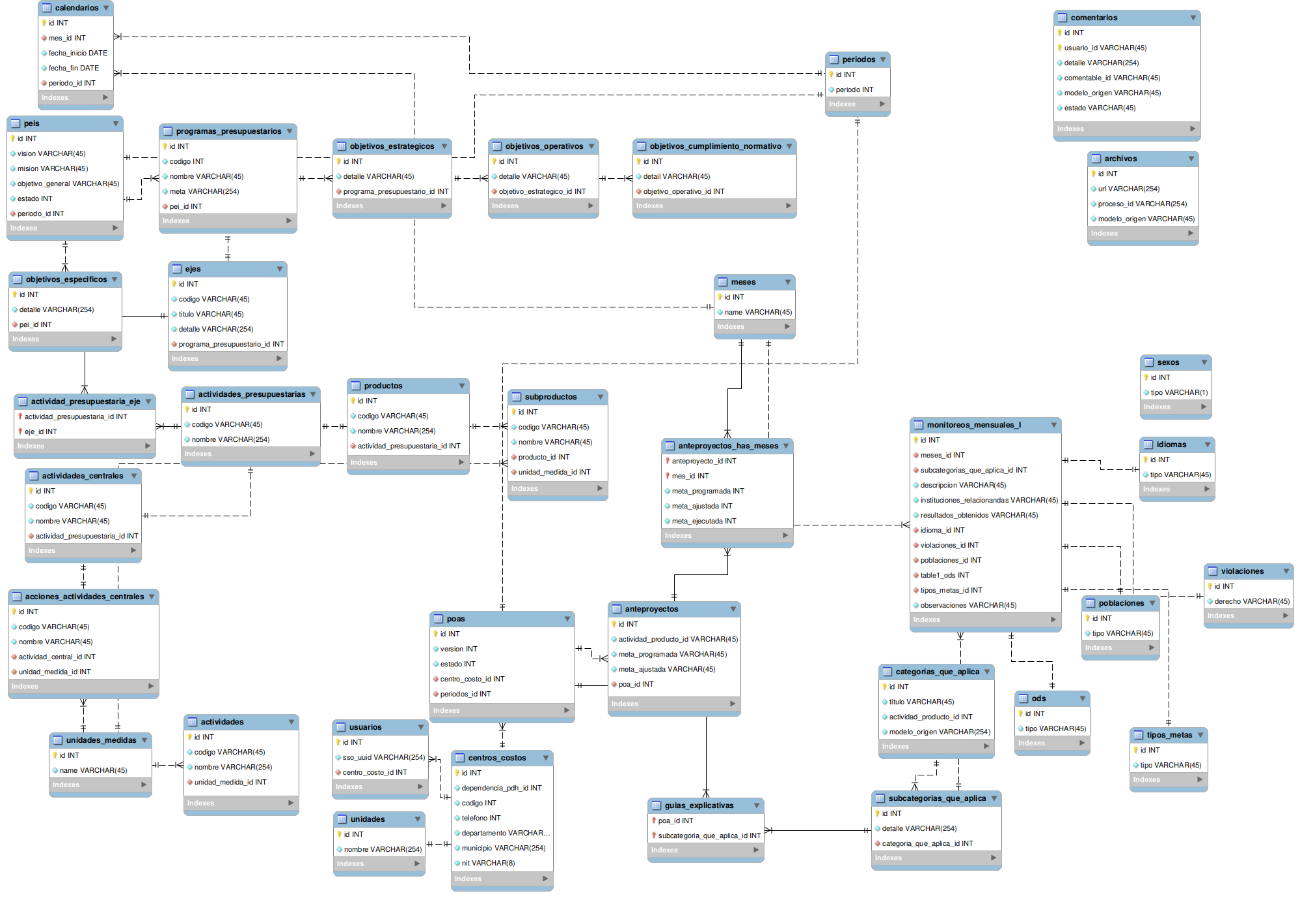 calendarios
id INT
mes_id INT
fecha_inicio DATE
fecha_fin DATE
periodo_id INT
Indexes
periodos
id INT
periodo INT
Indexes
comentarios
id INT
usuario_id VARCHAR(45)
detalle VARCHAR(254)
comentable_id VARCHAR(45)
modelo_origen VARCHAR(45)
estado VARCHAR(45)
Indexes
archivos
id INT
url VARCHAR(254)
proceso_id VARCHAR(254)
modelo_origen VARCHAR(45)
Indexes
peis
id INT
vision VARCHAR(45)
mision VARCHAR(45)
objetivo_general VARCHAR(45)
estado INT
periodo_id INT
Indexes
programas_presupuestarios
id INT
codigo INT
nombre VARCHAR(45)
meta VARCHAR(254)
pei_id INT
Indexes
objetivos_estrategicos
id INT
detalle VARCHAR(45)
programa_presupuestario_id INT
Indexes
objetivos_operativos
id INT
detalle VARCHAR(45)
objetivo_estrategico_id INT
Indexes
objetivos_cumplimiento_normativo
id INT
detail VARCHAR(45)
objetivo_operativo_id INT
Indexes
objetivos_especificos
id INT
detalle VARCHAR(254)
pei_id INT
Indexes
ejes
id INT
codigo VARCHAR(45)
titulo VARCHAR(45)
detalle VARCHAR(254)
programa_presupuestario_id INT
Indexes
meses
id INT
name VARCHAR(45)
Indexes
actividad_presupuestaria_eje
actividad_presupuestaria_id INT
eje_id INT
Indexes
actividades_presupuestarias
id INT
codigo VARCHAR(45)
nombre VARCHAR(254)
Indexes
productos
id INT
codigo VARCHAR(45)
nombre VARCHAR(254)
actividad_presupuestaria_id INT
Indexes
subproductos
id INT
codigo VARCHAR(45)
nombre VARCHAR(45)
producto_id INT
unidad_medida_id INT
Indexes
anteproyectos_has_meses
anteproyecto_id INT
mes_id INT
meta_programada INT
meta_ajustada INT
meta_ejecutada INT
Indexes
monitoreos_mensuales_I
id INT
meses_id INT
subcategorias_que_aplica_id INT
descripcion VARCHAR(45)
instituciones_relacionandas VARCHAR(45)
resultados_obtenidos VARCHAR(45)
idioma_id INT
violaciones_id INT
poblaciones_id INT
table1_ods INT
tipos_metas_id INT
observaciones VARCHAR(45)
Indexes
sexos
id INT
tipo VARCHAR(1)
Indexes
idiomas
id INT
tipo VARCHAR(45)
Indexes
actividades_centrales
id INT
codigo VARCHAR(45)
nombre VARCHAR(45)
actividad_presupuestaria_id INT
Indexes
violaciones
id INT
derecho VARCHAR(45)
Indexes
poblaciones
id INT
tipo VARCHAR(45)
Indexes
acciones_actividades_centrales
id INT
codigo VARCHAR(45)
nombre VARCHAR(45)
actividad_central_id INT
unidad_medida_id INT
Indexes
poas
id INT
version INT
estado INT
centro_costo_id INT
periodos_id INT
Indexes
anteproyectos
id INT
actividad_producto_id VARCHAR(45)
meta_programada VARCHAR(45)
meta_ajustada VARCHAR(45)
poa_id INT
Indexes
categorias_que_aplica
id INT
titulo VARCHAR(45)
actividad_producto_id INT
modelo_origen VARCHAR(254)
Indexes
ods
id INT
tipo VARCHAR(45)
Indexes
tipos_metas
id INT
tipo VARCHAR(45)
Indexes
unidades_medidas
id INT
name VARCHAR(45)
Indexes
actividades
id INT
codigo VARCHAR(45)
nombre VARCHAR(254)
unidad_medida_id INT
Indexes
usuarios
id INT
sso_uuid VARCHAR(254)
centro_costo_id INT
Indexes
unidades
id INT
nombre VARCHAR(254)
Indexes
centros_costos
id INT
dependencia_pdh_id INT
codigo INT
telefono INT
departamento VARCHAR...
municipio VARCHAR(254)
nit VARCHAR(8)
Indexes
guias_explicativas
poa_id INT
subcategoria_que_aplica_id INT
Indexes
subcategorias_que_aplica
id INT
detalle VARCHAR(254)
categoria_que_aplica_id INT
Indexes